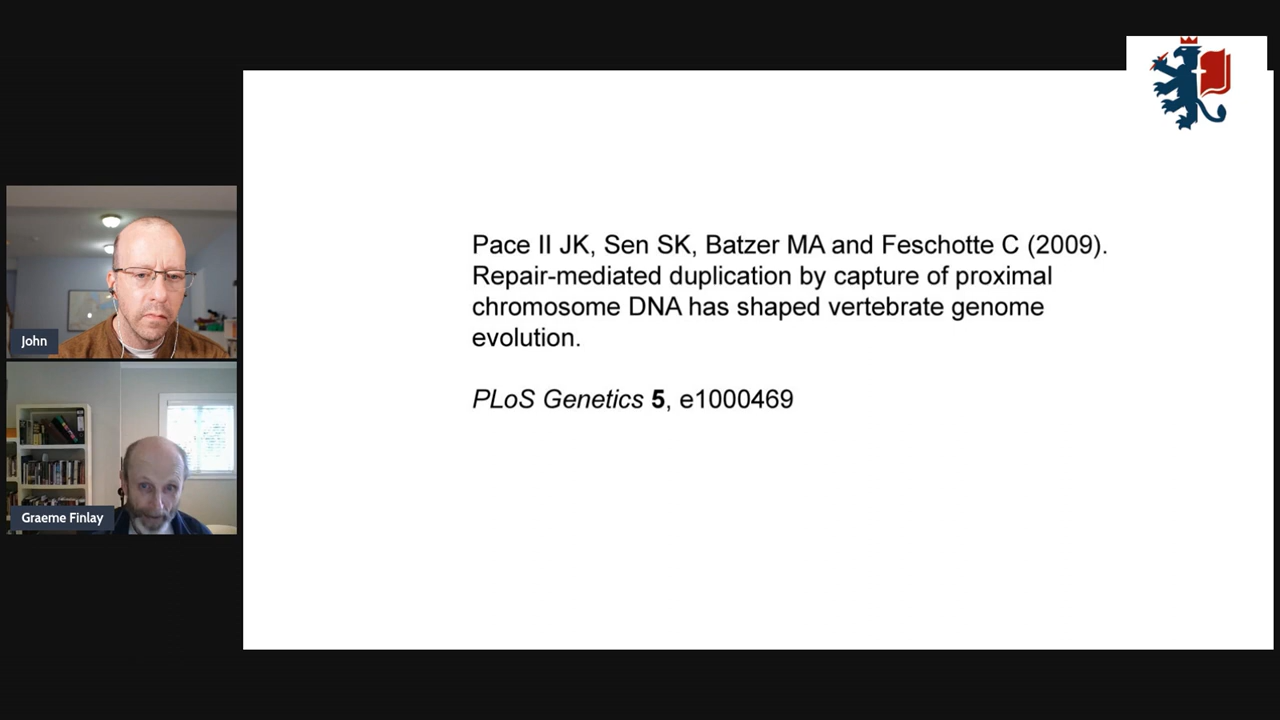 Pace II JK, Sen SK, Batzer MA and Feschotte C (2009).
Repair-mediated duplication by capture of proximal
chromosome DNA has shaped vertebrate genome
evolution.
PLoS Genetics 5, e1000469
John
Graeme Finlay